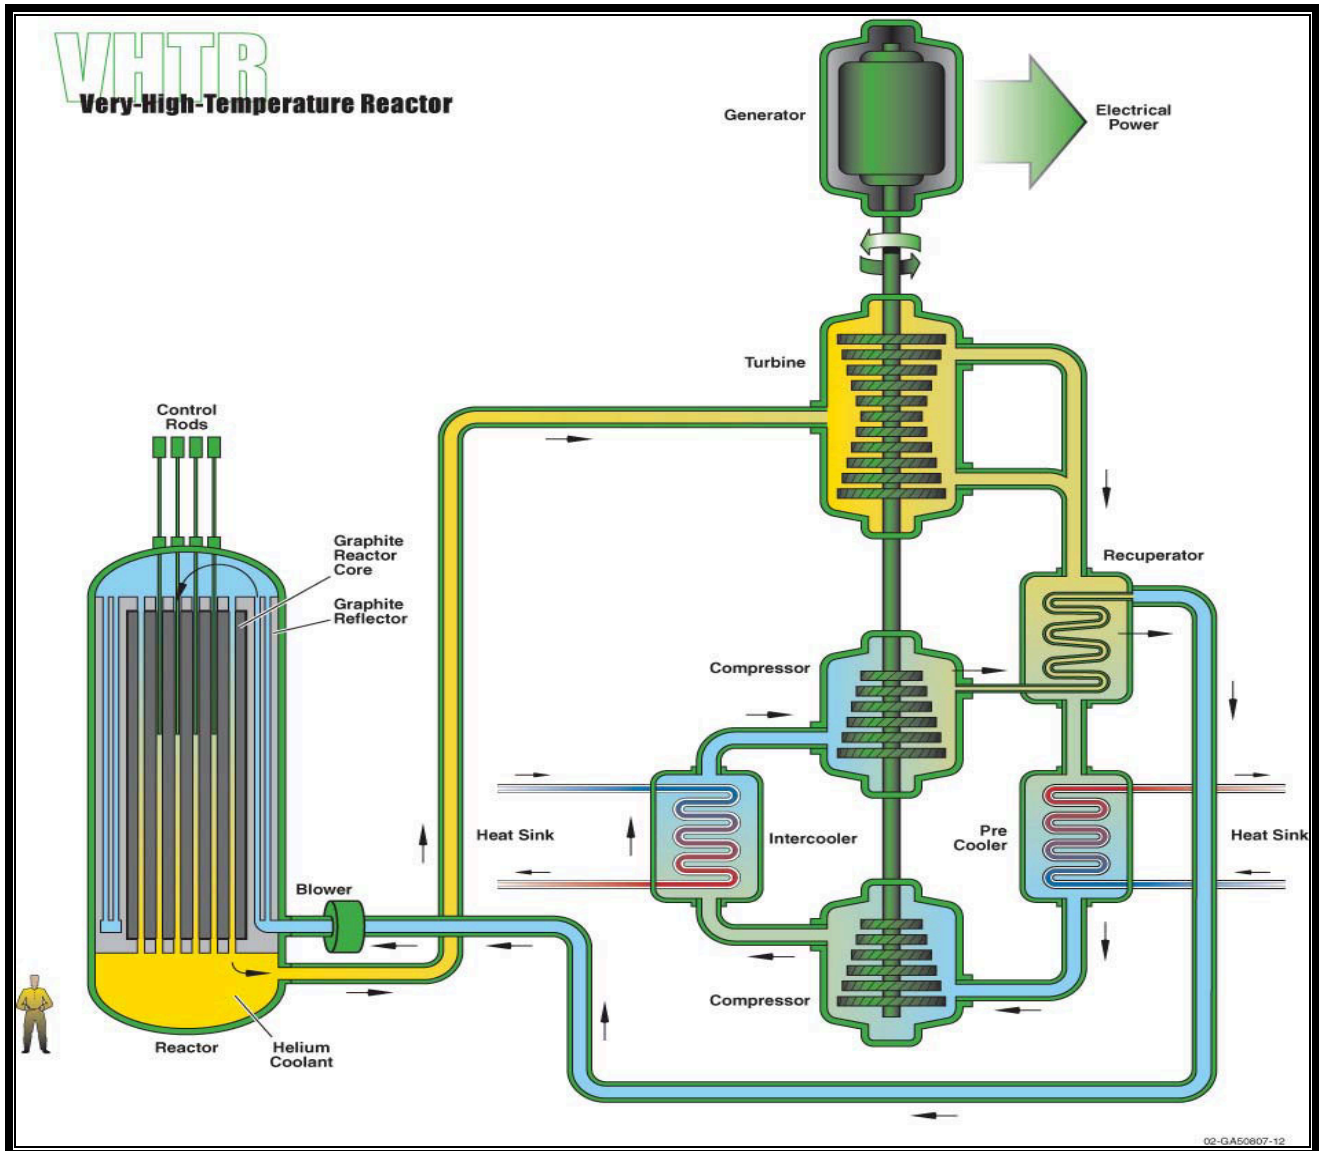 VHTR
Very-High-Temperature Reactor
Generator
Electrical
Power
Turbine
Control
Rods
Graphite
Reactor
Core
Graphite
Reflector
Recuperator
Compressor
Heat Sink
Intercooler
Pre
Cooler
Heat Sink
Blower
Compressor
Reactor
Helium
Coolant
02-GA50807-12